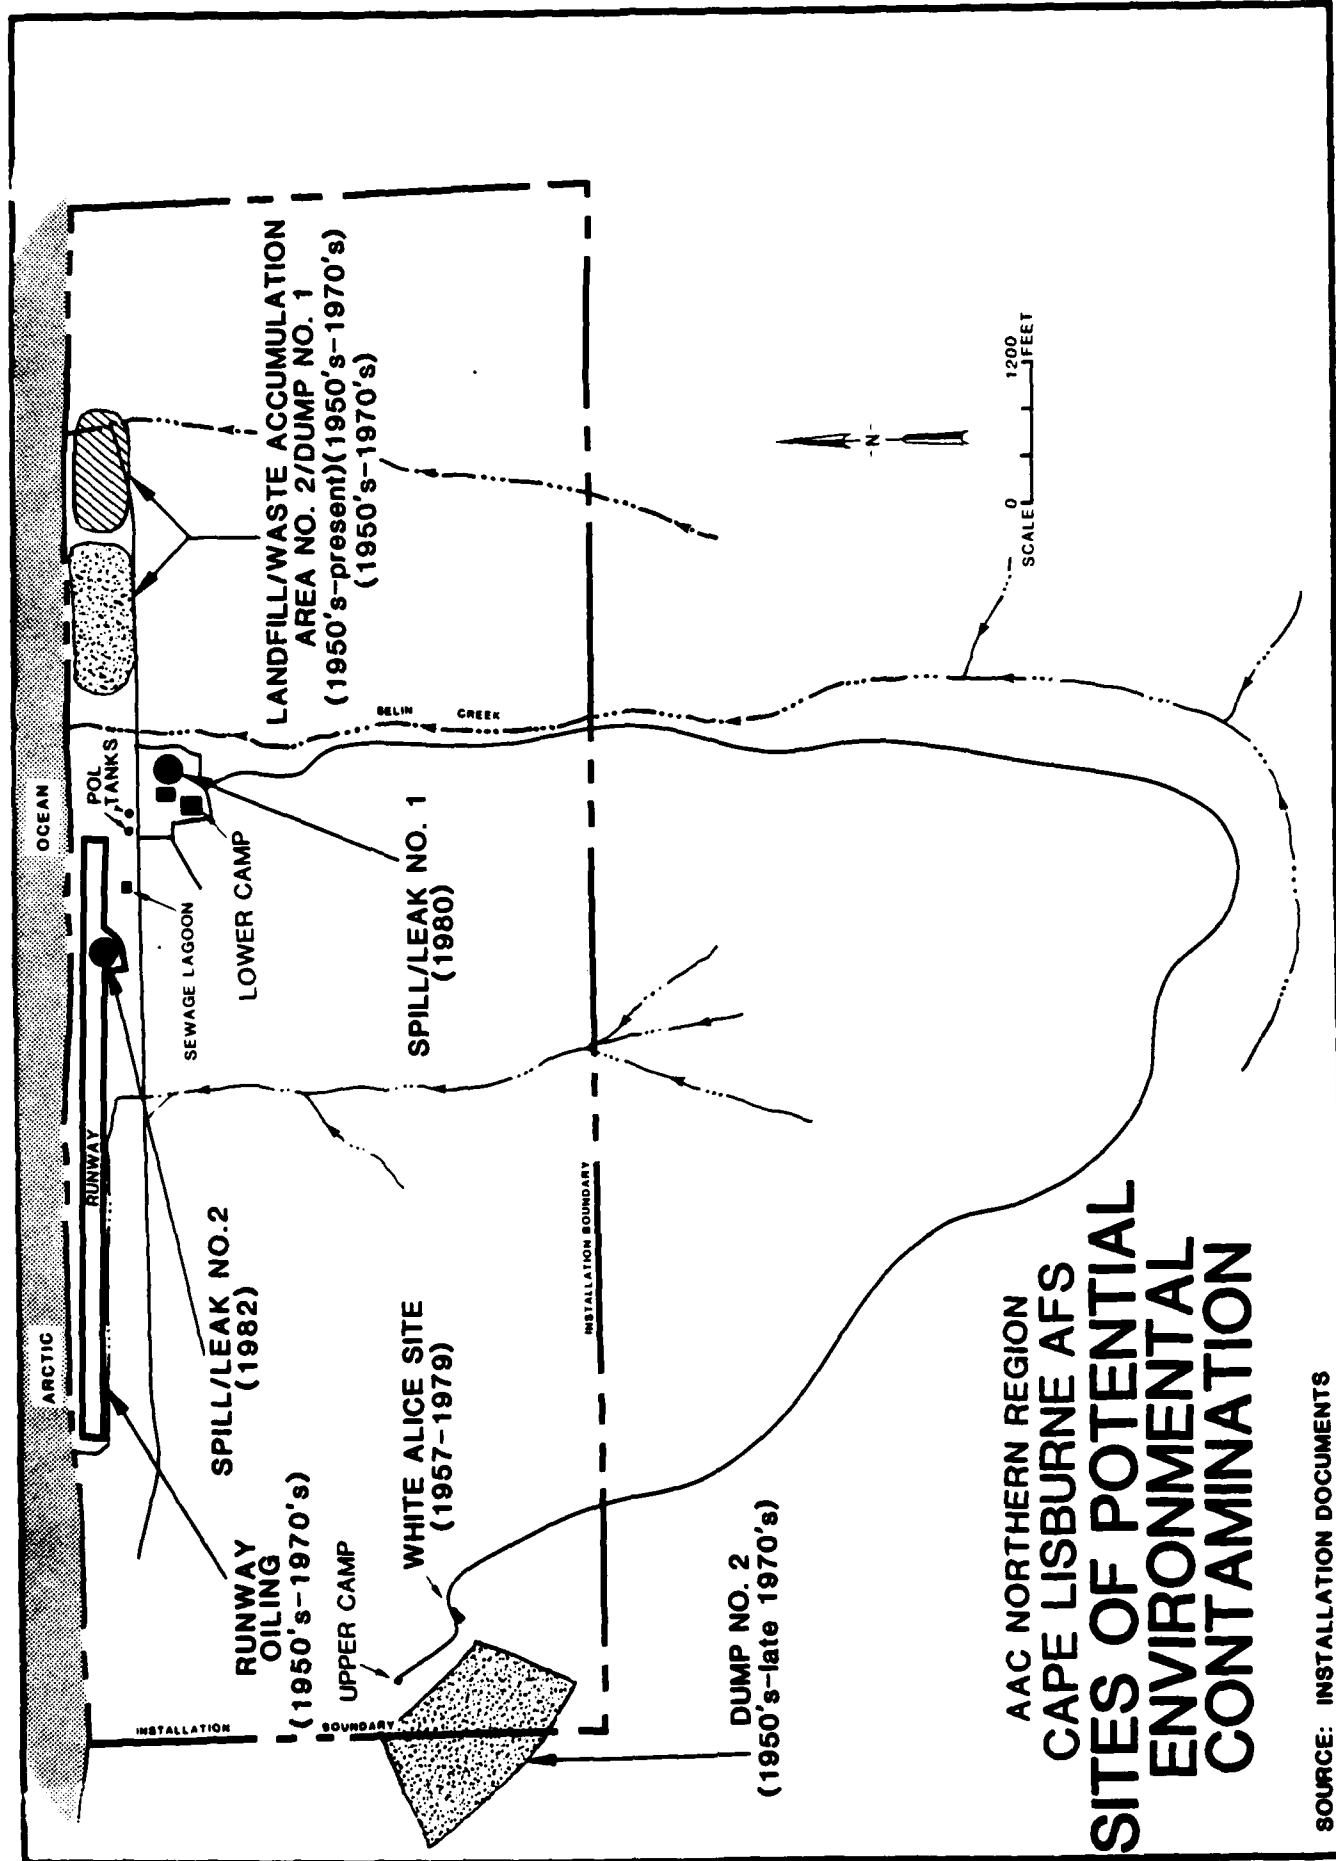 ARCTIC
OCEAN
RUNWAY
POL
TANKS
SEWAGE LAGOON
LOWER CAMP
SPILL/LEAK NO. 1
(1980)
SPILL/LEAK NO.2
(1982)
RUNWAY
OILING
(1950's-1970's)
UPPER CAMP
WHITE ALICE SITE
(1957-1979)
LANDFILL/WASTE ACCUMULATION
AREA NO. 2/DUMP NO. 1
(1950's-present)(1950's-1970's)
(1950's-1970's)
SELIN CREEK
INSTALLATION BOUNDARY
INSTALLATION BOUNDARY
DUMP NO. 2
(1950's-late 1970's)
-N-
SCALE 0 1200 FEET
AAC NORTHERN REGION
CAPE LISBURNE AFS
SITES OF POTENTIAL
ENVIRONMENTAL
CONTAMINATION
SOURCE: INSTALLATION DOCUMENTS